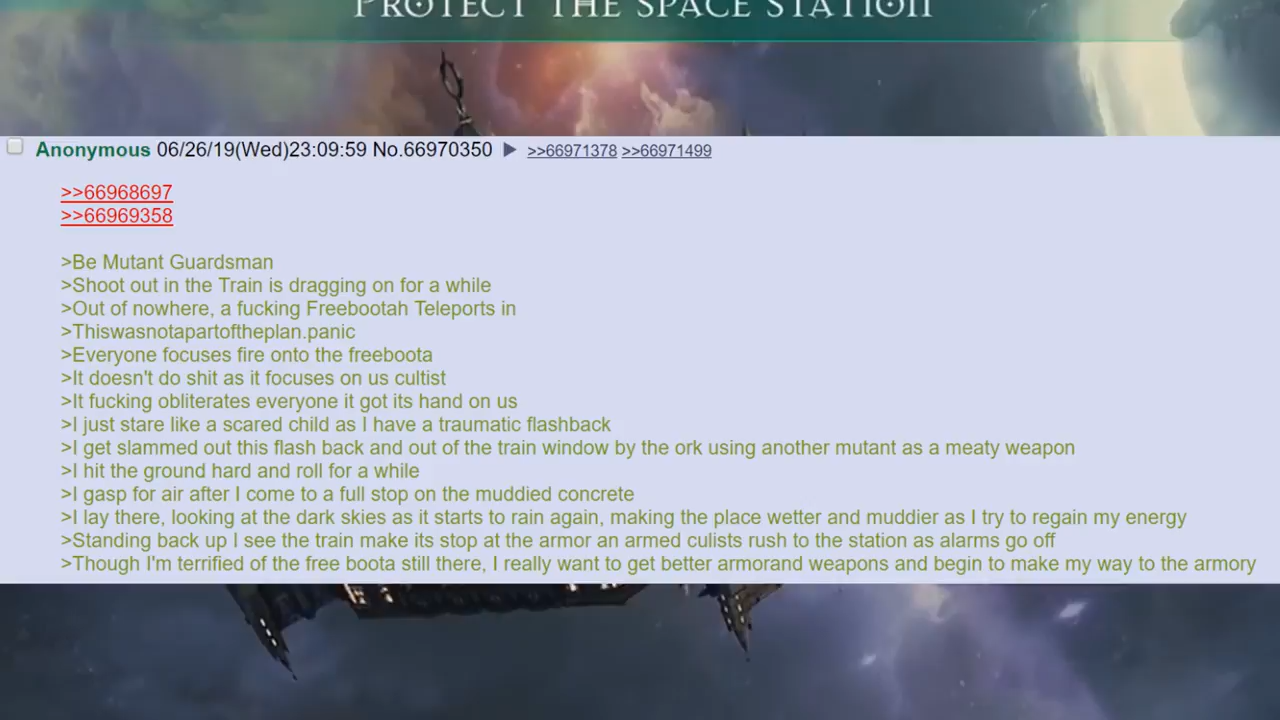 PROTECT THE SPACE STATION
Anonymous 06/26/19(Wed)23:09:59 No.66970350 ▶ >>66971378 >>66971499
>>66968697
>>66969358
>Be Mutant Guardsman
>Shoot out in the Train is dragging on for a while
>Out of nowhere, a fucking Freebootah Teleports in
>Thiswasnotapartoftheplan.panic
>Everyone focuses fire onto the freeboota
>It doesn't do shit as it focuses on us cultist
>It fucking obliterates everyone it got its hand on us
>I just stare like a scared child as I have a traumatic flashback
>I get slammed out this flash back and out of the train window by the ork using another mutant as a meaty weapon
>I hit the ground hard and roll for a while
>I gasp for air after I come to a full stop on the muddied concrete
>I lay there, looking at the dark skies as it starts to rain again, making the place wetter and muddier as I try to regain my energy
>Standing back up I see the train make its stop at the armor an armed culists rush to the station as alarms go off
>Though I'm terrified of the free boota still there, I really want to get better armorand weapons and begin to make my way to the armory